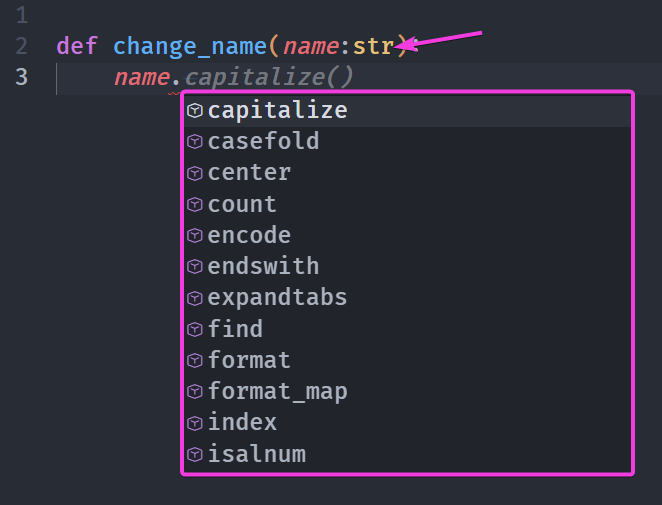 1
2 def change_name(name:str):
3 name.capitalize()
capitalize
casefold
center
count
encode
endswith
expandtabs
find
format
format_map
index
isalnum